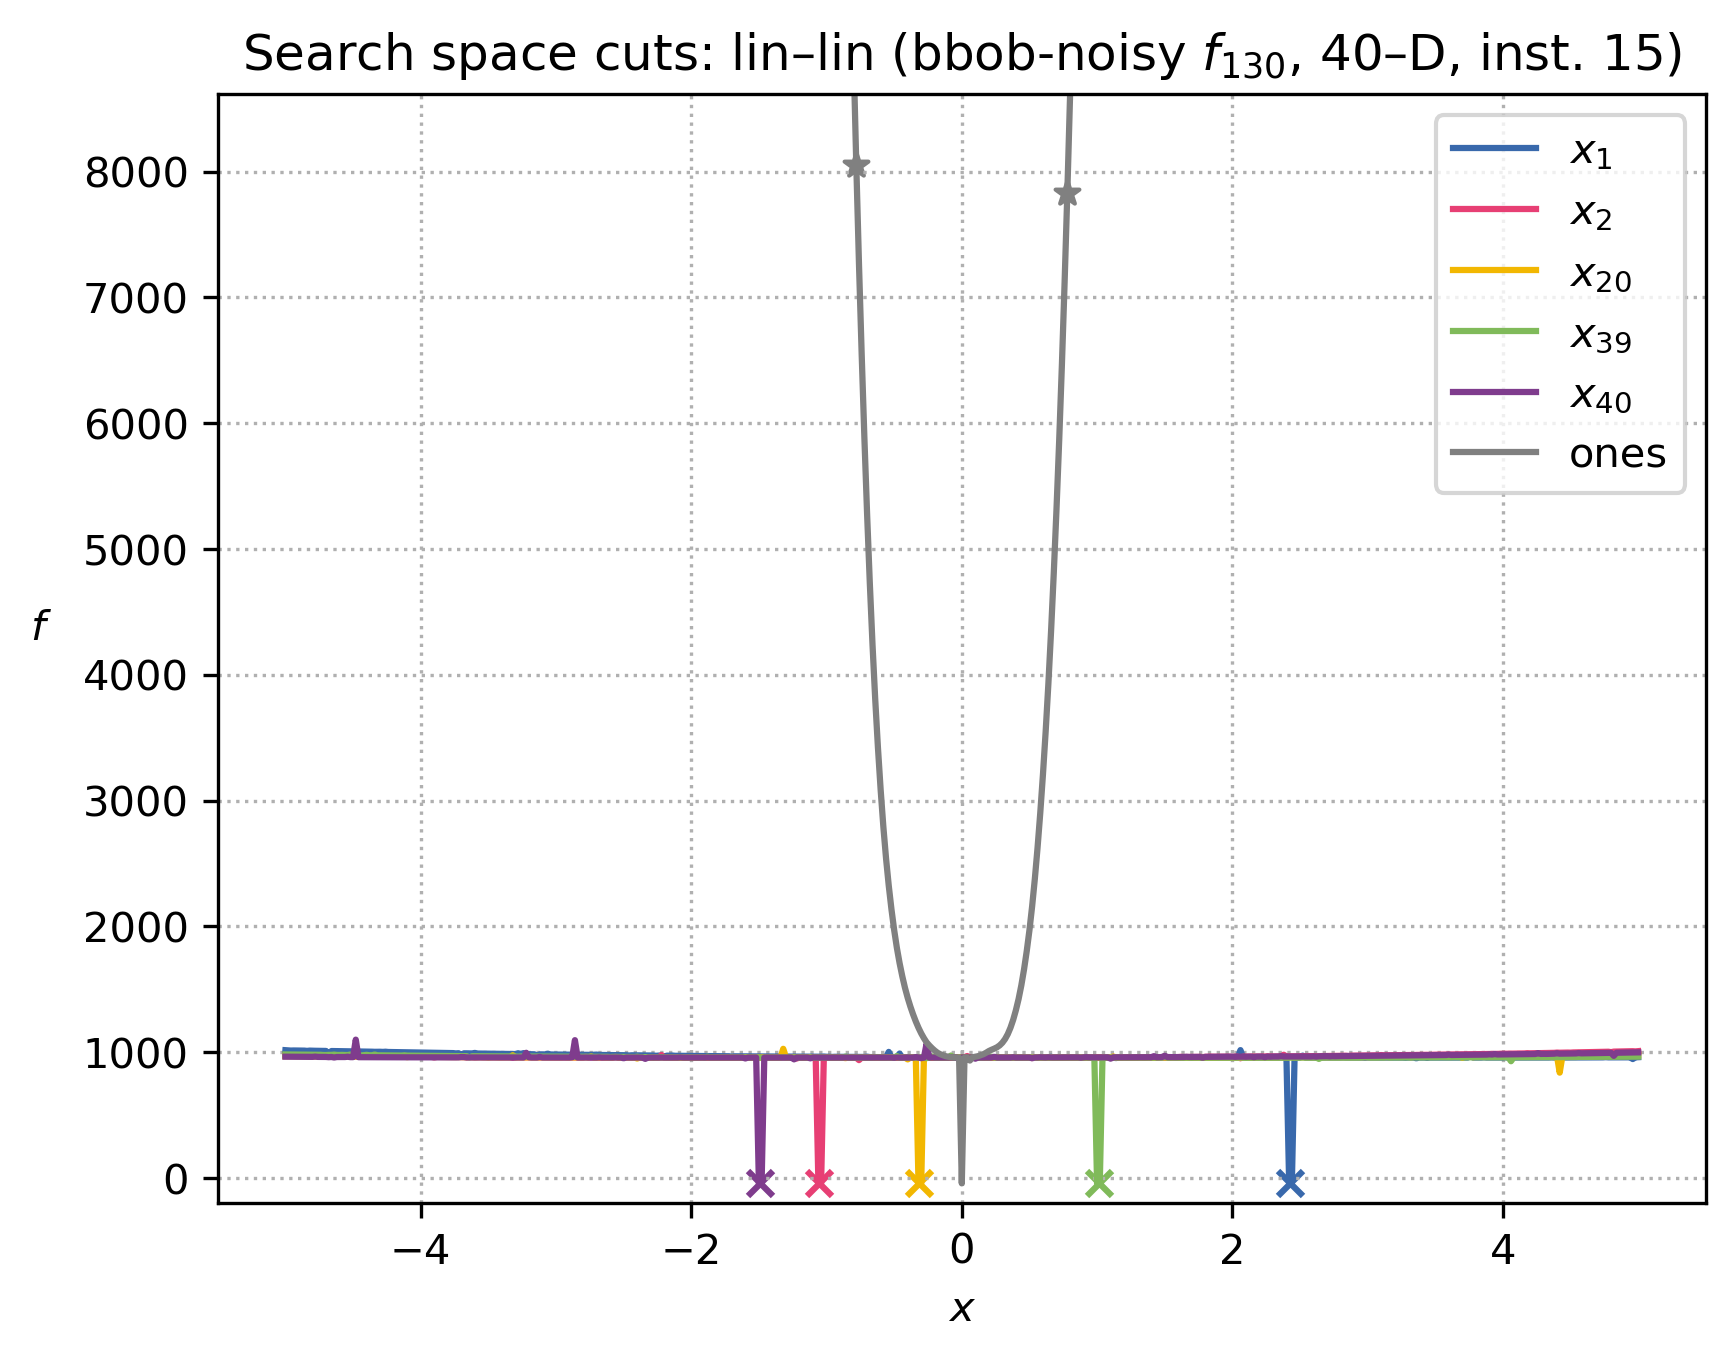 Search space cuts: lin–lin (bbob-noisy f₁₃₀, 40–D, inst. 15)
x₁
x₂
x₂₀
x₃₉
x₄₀
ones
8000
7000
6000
5000
4000
3000
2000
1000
0
f
−4
−2
0
2
4
x